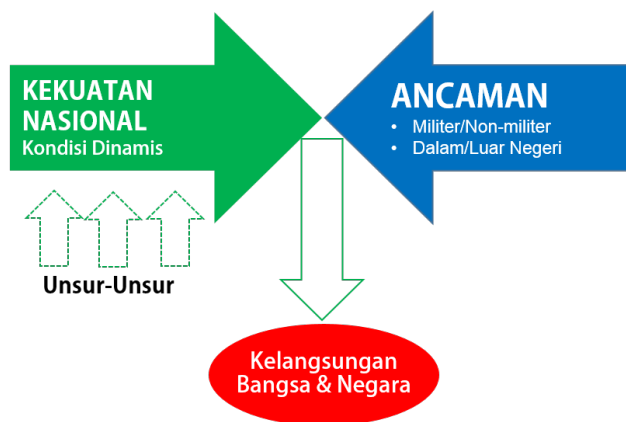 KEKUATAN
NASIONAL
Kondisi Dinamis
ANCAMAN
• Militer/Non-militer
• Dalam/Luar Negeri
Unsur-Unsur
Kelangsungan
Bangsa & Negara